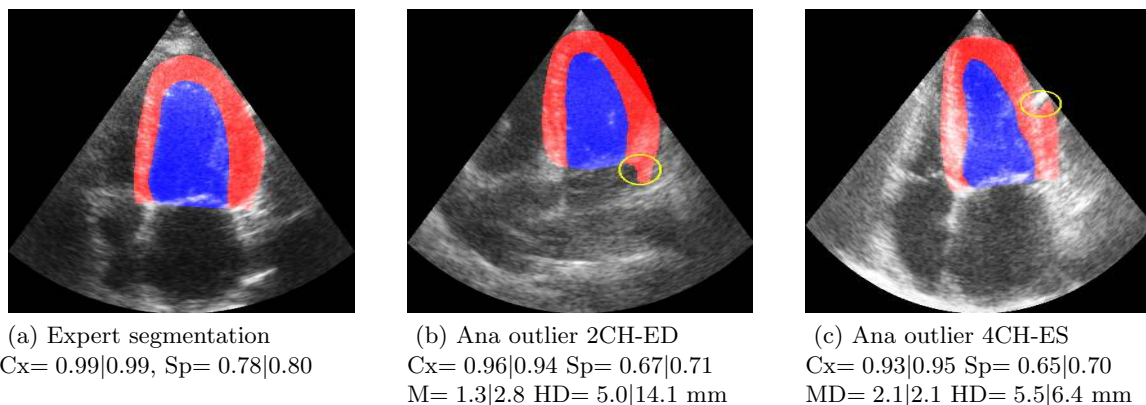 (a) Expert segmentation
Cx= 0.99|0.99, Sp= 0.78|0.80
(b) Ana outlier 2CH-ED
Cx= 0.96|0.94 Sp= 0.67|0.71
M= 1.3|2.8 HD= 5.0|14.1 mm
(c) Ana outlier 4CH-ES
Cx= 0.93|0.95 Sp= 0.65|0.70
MD= 2.1|2.1 HD= 5.5|6.4 mm